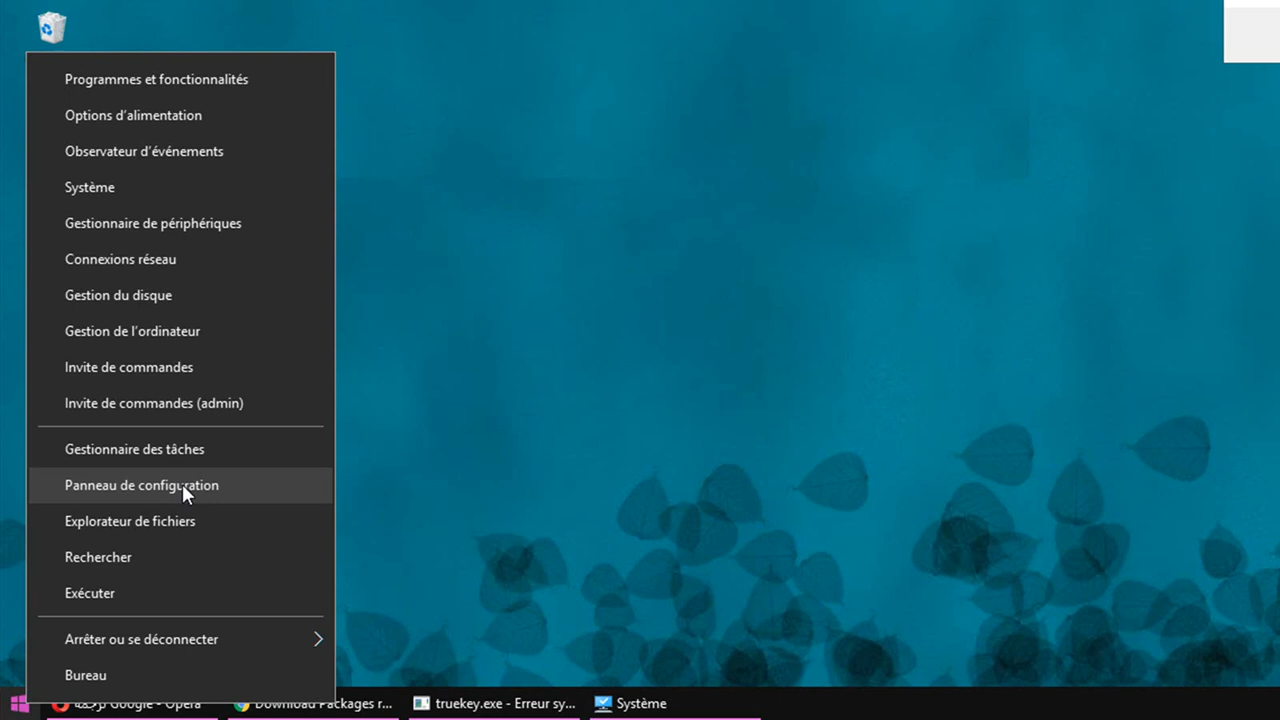 Programmes et fonctionnalités
Options d'alimentation
Observateur d'événements
Système
Gestionnaire de périphériques
Connexions réseau
Gestion du disque
Gestion de l'ordinateur
Invite de commandes
Invite de commandes (admin)
Gestionnaire des tâches
Panneau de configuration
Explorateur de fichiers
Rechercher
Exécuter
Arrêter ou se déconnecter
Bureau
Google - Opera
Download Packages r...
truekey.exe - Erreur sy...
Système